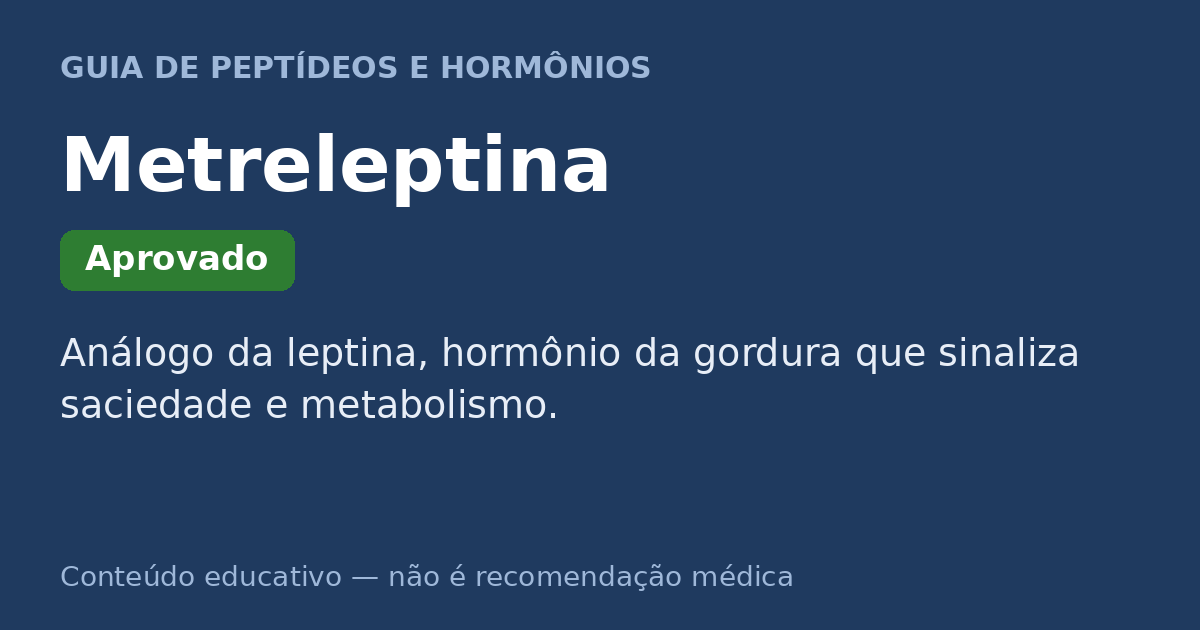 GUIA DE PEPTÍDEOS E HORMÔNIOS
Metreleptina
Aprovado
Análogo da leptina, hormônio da gordura que sinaliza
saciedade e metabolismo.
Conteúdo educativo — não é recomendação médica